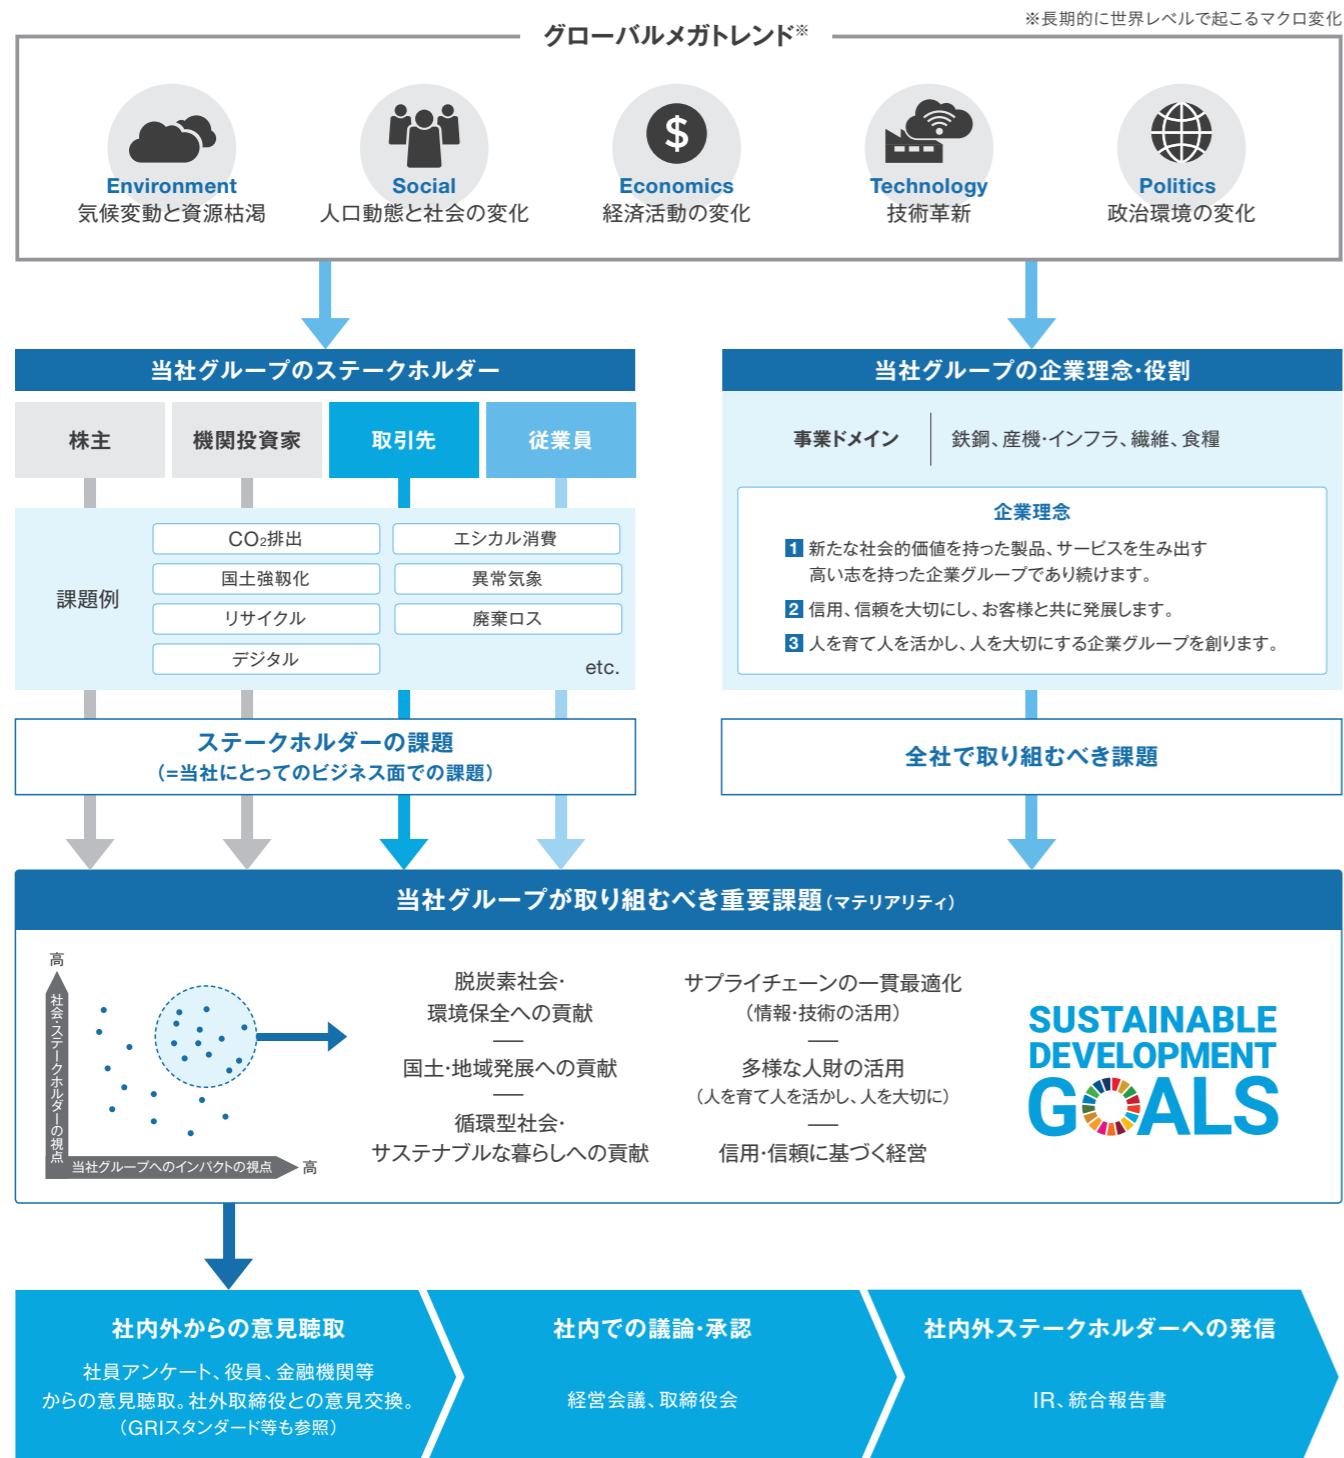 ※長期的に世界レベルで起こるマクロ変化
グローバルメガトレンド※
Environment
気候変動と資源枯渇
Social
人口動態と社会の変化
Economics
経済活動の変化
Technology
技術革新
Politics
政治環境の変化
当社グループのステークホルダー
株主
機関投資家
取引先
従業員
課題例
CO₂排出
エシカル消費
国土強靱化
異常気象
リサイクル
廃棄ロス
デジタル
etc.
ステークホルダーの課題
(=当社にとってのビジネス面での課題)
当社グループの企業理念・役割
事業ドメイン
鉄鋼、産機・インフラ、繊維、食糧
企業理念
1 新たな社会的価値を持った製品、サービスを生み出す
高い志を持った企業グループであり続けます。
2 信用、信頼を大切にし、お客様と共に発展します。
3 人を育て人を活かし、人を大切にする企業グループを創ります。
全社で取り組むべき課題
当社グループが取り組むべき重要課題(マテリアリティ)
高
社会・ステークホルダーの視点
当社グループへのインパクトの視点
高
脱炭素社会・
環境保全への貢献
国土・地域発展への貢献
循環型社会・
サステナブルな暮らしへの貢献
サプライチェーンの一貫最適化
(情報・技術の活用)
多様な人財の活用
(人を育て人を活かし、人を大切に)
信用・信頼に基づく経営
SUSTAINABLE
DEVELOPMENT
GOALS
社内外からの意見聴取
社員アンケート、役員、金融機関等
からの意見聴取。社外取締役との意見交換。
(GRIスタンダード等も参照)
社内での議論・承認
経営会議、取締役会
社内外ステークホルダーへの発信
IR、統合報告書